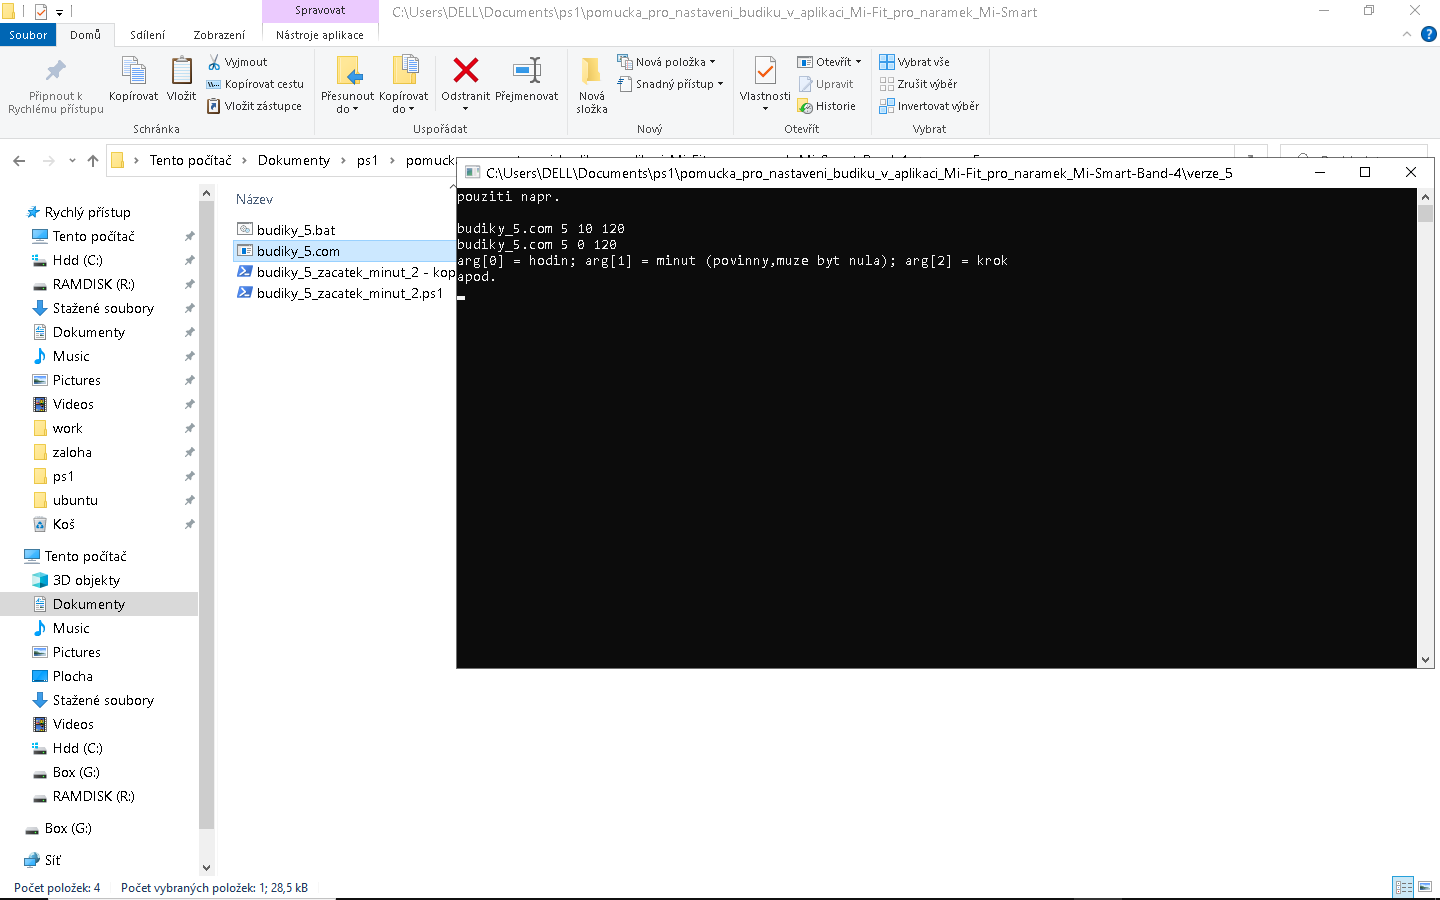 Spravovat
C:\Users\DELL\Documents\ps1\pomucka_pro_nastaveni_budiku_v_aplikaci_Mi-Fit_pro_naramek_Mi-Smart
Soubor
Domů
Sdílení
Zobrazení
Nástroje aplikace
Připnout k Rychlému přístupu
Kopírovat
Vložit
Vyjmout
Kopírovat cestu
Vložit zástupce
Schránka
Přesunout do
Kopírovat do
Odstranit
Přejmenovat
Uspořádat
Nová složka
Nová položka
Snadný přístup
Nový
Vlastnosti
Otevřít
Upravit
Historie
Otevřít
Vybrat vše
Zrušit výběr
Invertovat výběr
Vybrat
Tento počítač
Dokumenty
ps1
C:\Users\DELL\Documents\ps1\pomucka_pro_nastaveni_budiku_v_aplikaci_Mi-Fit_pro_naramek_Mi-Smart-Band-4\verze_5
pouziti napr.
budiky_5.com 5 10 120
budiky_5.com 5 0 120
arg[0] = hodin; arg[1] = minut (povinny,muze byt nula); arg[2] = krok
apod.
Název
budiky_5.bat
budiky_5.com
budiky_5_zacatek_minut_2 - kop
budiky_5_zacatek_minut_2.ps1
Rychlý přístup
Tento počítač
Hdd (C:)
RAMDISK (R:)
Stažené soubory
Dokumenty
Music
Pictures
Videos
work
zaloha
ps1
ubuntu
Koš
Tento počítač
3D objekty
Dokumenty
Music
Pictures
Plocha
Stažené soubory
Videos
Hdd (C:)
Box (G:)
RAMDISK (R:)
Box (G:)
Síť
Počet položek: 4
Počet vybraných položek: 1; 28,5 kB